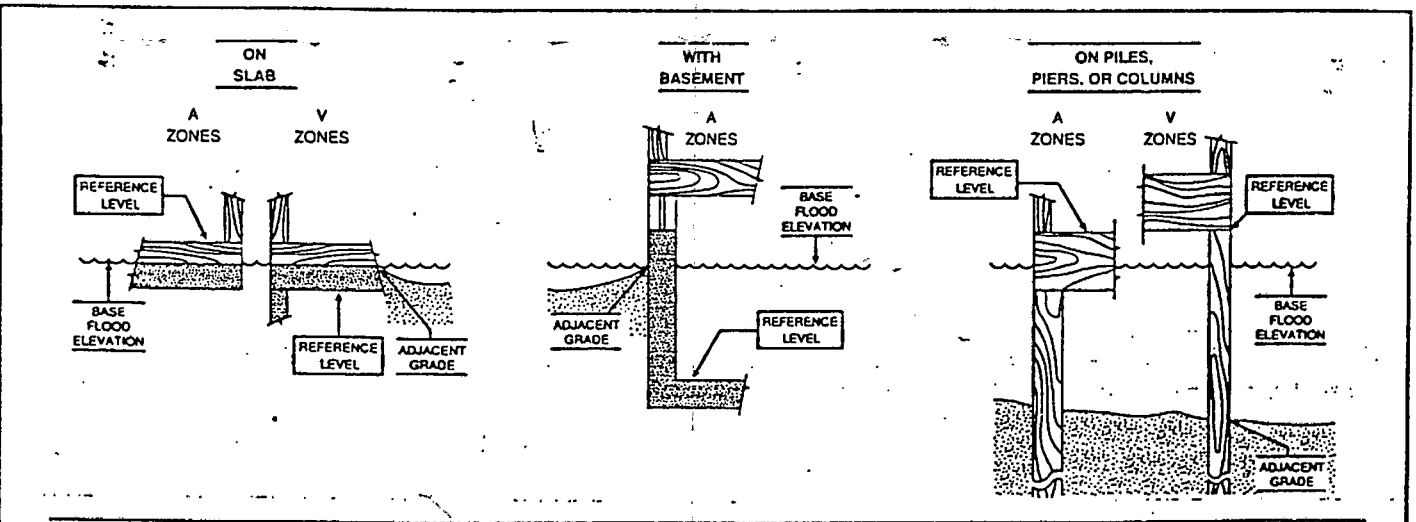 ON
SLAB
A
ZONES
V
ZONES
REFERENCE
LEVEL
BASE
FLOOD
ELEVATION
REFERENCE
LEVEL
ADJACENT
GRADE
WITH
BASEMENT
A
ZONES
BASE
FLOOD
ELEVATION
ADJACENT
GRADE
REFERENCE
LEVEL
ON PILES,
PIERS. OR COLUMNS
A
ZONES
V
ZONES
REFERENCE
LEVEL
REFERENCE
LEVEL
BASE
FLOOD
ELEVATION
ADJACENT
GRADE